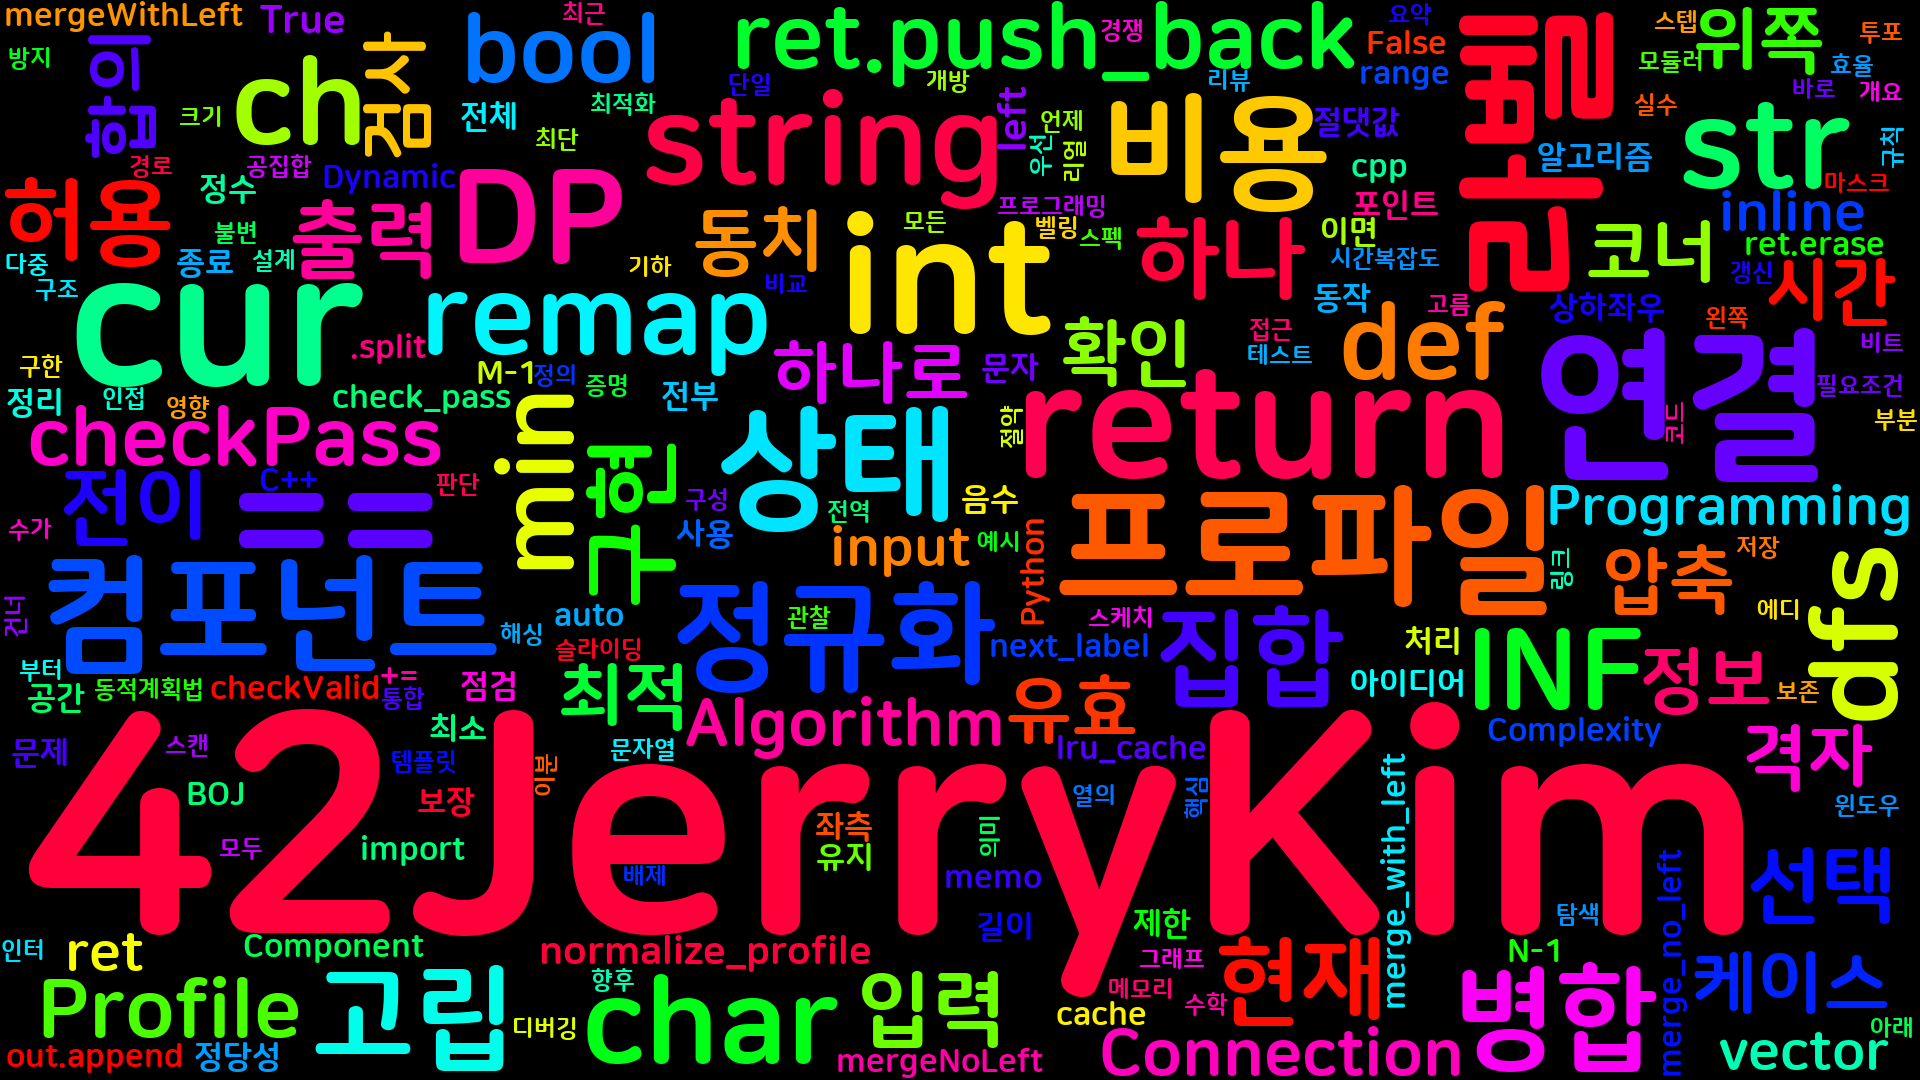 mergeWithLeft
True
최근
bool
ret.push_back
경쟁
요약
False
range
라벨
스텝
위쪽
투포
모듈러
효율
방지
합의
ch
검사
크기
전체
최적화
단일
개방
리뷰
string
left
언제
우선
리얼
비용
절댓값
실수
바로
개요
str
규칙
최단
경로
공집합
Dynamic
DP
cpp
알고리즘
마스크
허용
정수
불변
출력
프로그래밍
포인트
inline
다중
종료
설계
구조
동치
모든
int
벨링
스펙
하나
이면
시간복잡도
코너
ret.erase
갱신
시간
기하
비교
cur
remap
동작
고름
def
상하좌우
왼쪽
접근
테스트
비트
구한
.split
M-1
정의
하나로
문자
확인
연결
필요조건
정리
인접
영향
check_pass
증명
전부
절약
return
코드
부분
checkPass
min
구현
상태
전이
C++
==
판단
구성
사용
전역
음수
예시
프로파일
Programming
수가
input
Python
링크
압축
저장
dfs
컴포넌트
건너
auto
해싱
슬라이딩
정규화
관찰
스케치
next_label
집합
처리
아이디어
INF
정보
에디
보존
부터
공간
동적계획법
checkValid
+=
통합
점검
최적
Algorithm
유효
lru_cache
Complexity
격자
문제
스캔
최소
템플릿
문자열
이분
BOJ
보장
42JerryKim
열의
핵심
윈도우
모두
import
좌측
유지
의미
배제
memo
merge_with_left
merge_no_left
선택
길이
제한
탐색
인터
ret
Component
normalize_profile
그래프
현재
N-1
Profile
고립
향후
char
입력
메모리
수학
cache
병합
케이스
디버깅
아래
out.append
정당성
mergeNoLeft
Connection
vector